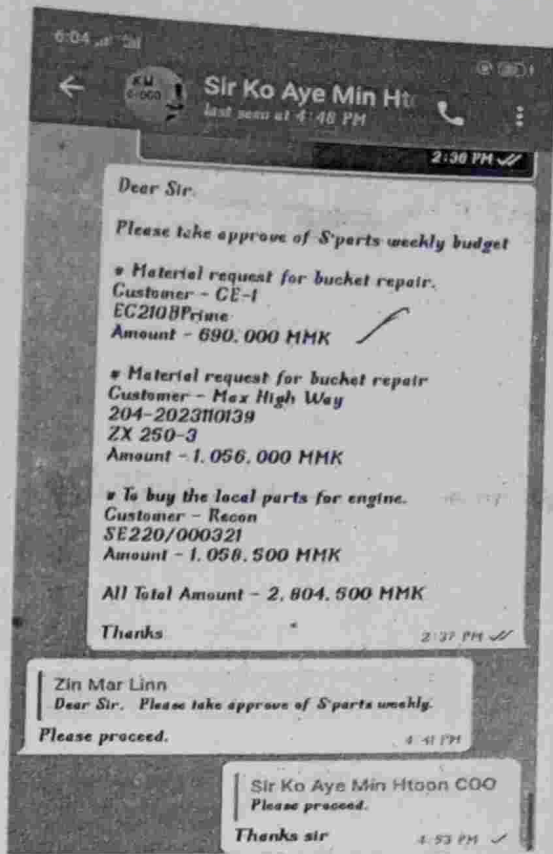 6:04
Sir Ko Aye Min Ht
last seen at 4:48 PM
2:36 PM
Dear Sir.
Please take approve of S'parts weekly budget
# Material request for bucket repair.
Customer - CE-1
EC210BPrime
Amount - 690,000 MMK
# Material request for bucket repair
Customer - Max High Way
204-2023110139
ZX 250-3
Amount - 1,056,000 MMK
# To buy the local parts for engine.
Customer - Recon
SE220/000321
Amount - 1,058,500 MMK
All Total Amount - 2,804,500 MMK
Thanks
2:37 PM
Zin Mar Linn
Dear Sir. Please take approve of S'parts weekly.
Please proceed.
4:41 PM
Sir Ko Aye Min Htoon COO
Please proceed.
Thanks sir
4:53 PM